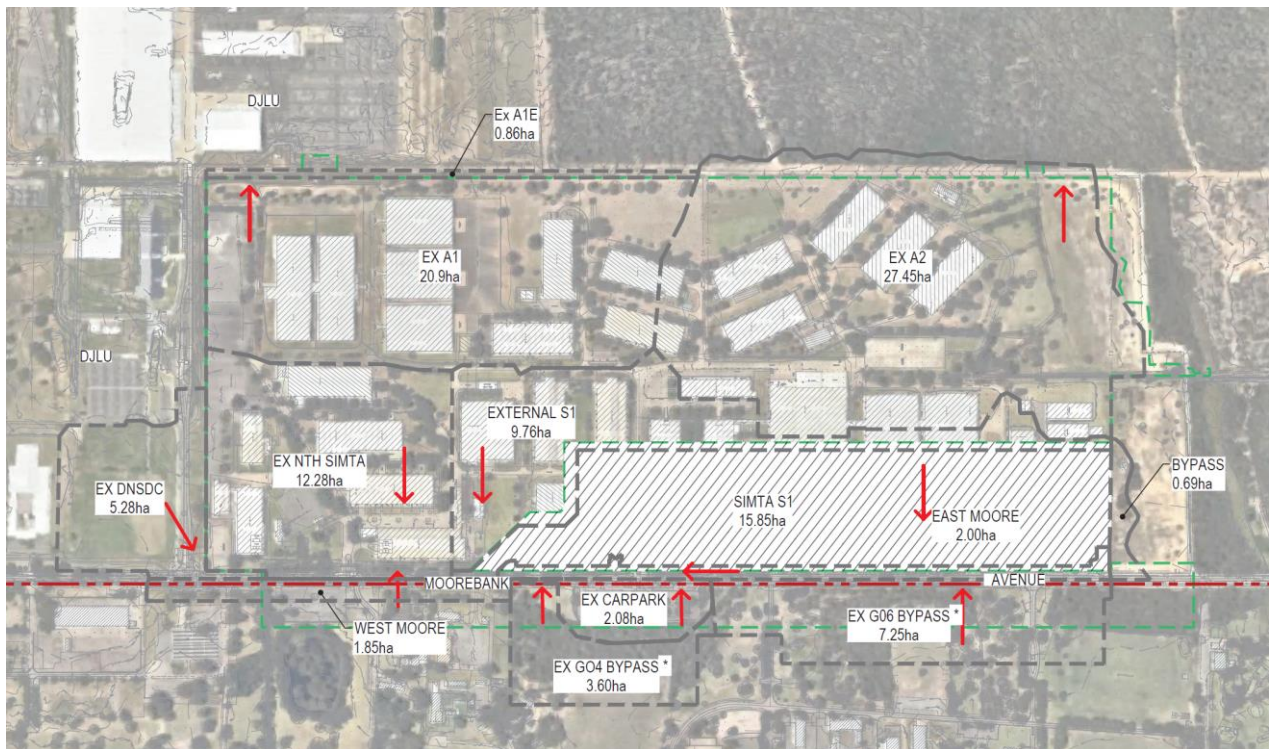 DJLU
Ex A1E
0.86ha
EX A1
20.9ha
EX A2
27.45ha
DJLU
EXTERNAL S1
9.76ha
EX NTH SIMTA
12.28ha
BYPASS
0.69ha
EX DNSDC
5.28ha
SIMTA S1
15.85ha
EAST MOORE
2.00ha
MOOREBANK
AVENUE
EX CARPARK
2.08ha
EX G06 BYPASS *
7.25ha
WEST MOORE
1.85ha
EX GO4 BYPASS *
3.60ha